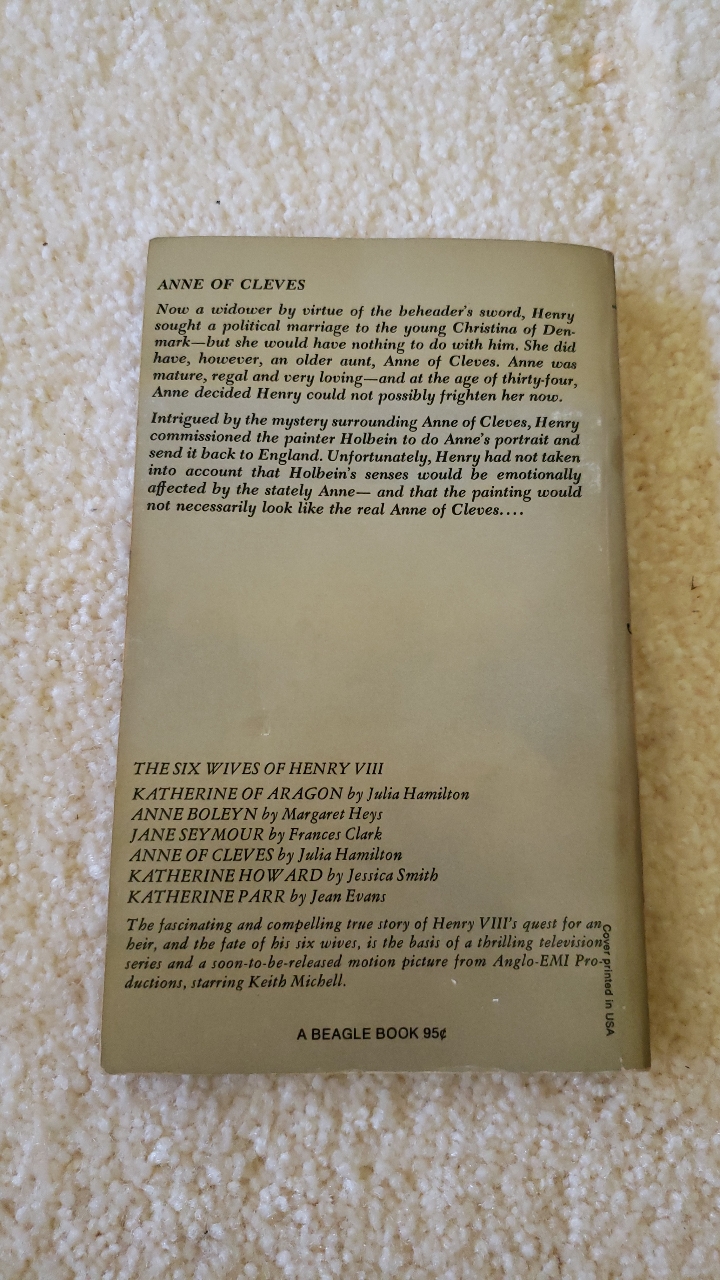 ANNE OF CLEVES
Now a widower by virtue of the beheader's sword, Henry
sought a political marriage to the young Christina of Den-
mark—but she would have nothing to do with him. She did
have, however, an older aunt, Anne of Cleves. Anne was
mature, regal and very loving—and at the age of thirty-four,
Anne decided Henry could not possibly frighten her now.
Intrigued by the mystery surrounding Anne of Cleves, Henry
commissioned the painter Holbein to do Anne's portrait and
send it back to England. Unfortunately, Henry had not taken
into account that Holbein's senses would be emotionally
affected by the stately Anne— and that the painting would
not necessarily look like the real Anne of Cleves....
THE SIX WIVES OF HENRY VIII
KATHERINE OF ARAGON by Julia Hamilton
ANNE BOLEYN by Margaret Heys
JANE SEYMOUR by Frances Clark
ANNE OF CLEVES by Julia Hamilton
KATHERINE HOWARD by Jessica Smith
KATHERINE PARR by Jean Evans
The fascinating and compelling true story of Henry VIII's quest for an
heir, and the fate of his six wives, is the basis of a thrilling television
series and a soon-to-be-released motion picture from Anglo-EMI Pro-
ductions, starring Keith Michell.
Cover printed in USA
A BEAGLE BOOK 95¢